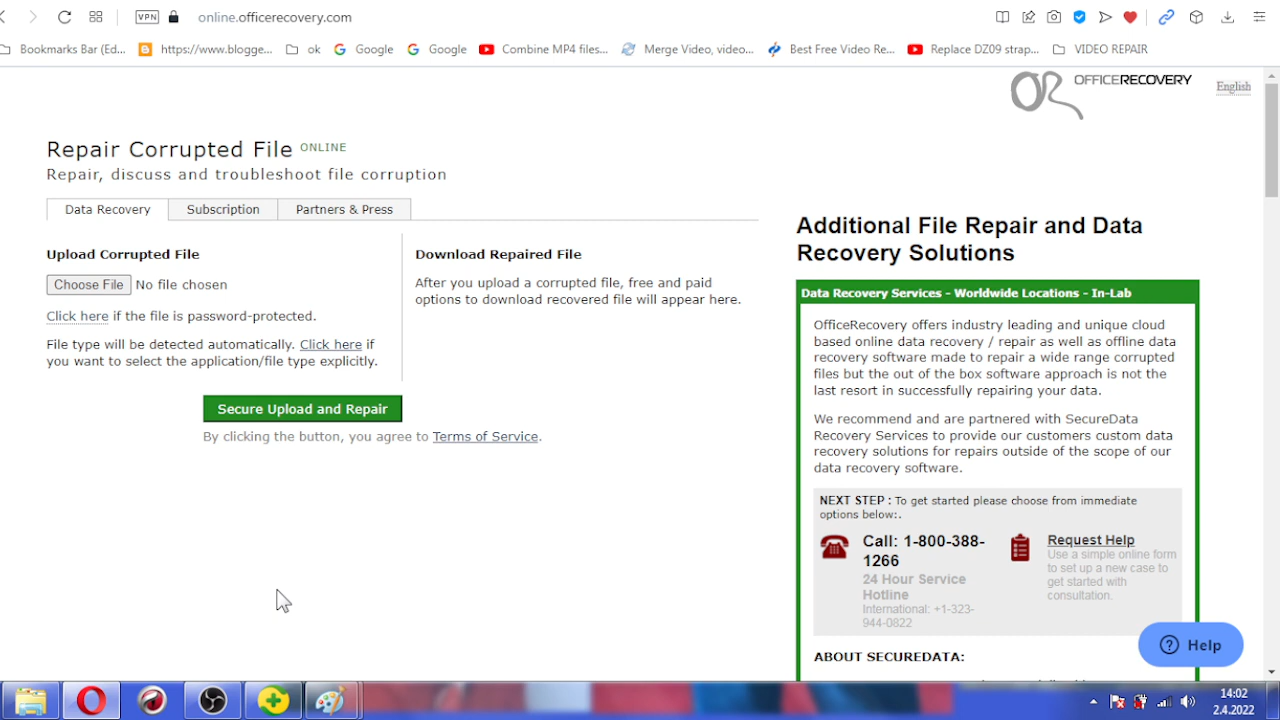 VPN
online.officerecovery.com
Bookmarks Bar (Ed...
https://www.blogge...
ok
Google
Google
Combine MP4 files...
Merge Video, video...
Best Free Video Re...
Replace DZ09 strap...
VIDEO REPAIR
OFFICERECOVERY
English
Repair Corrupted File ONLINE
Repair, discuss and troubleshoot file corruption
Data Recovery
Subscription
Partners & Press
Upload Corrupted File
Choose File No file chosen
Click here if the file is password-protected.
File type will be detected automatically. Click here if
you want to select the application/file type explicitly.
Download Repaired File
After you upload a corrupted file, free and paid
options to download recovered file will appear here.
Secure Upload and Repair
By clicking the button, you agree to Terms of Service.
Additional File Repair and Data
Recovery Solutions
Data Recovery Services - Worldwide Locations - In-Lab
OfficeRecovery offers industry leading and unique cloud
based online data recovery / repair as well as offline data
recovery software made to repair a wide range corrupted
files but the out of the box software approach is not the
last resort in successfully repairing your data.
We recommend and are partnered with SecureData
Recovery Services to provide our customers custom data
recovery solutions for repairs outside of the scope of our
data recovery software.
NEXT STEP : To get started please choose from immediate
options below:.
Call: 1-800-388-
1266
24 Hour Service
Hotline
International: +1-323-
944-0822
Request Help
Use a simple online form
to set up a new case to
get started with
consultation.
ABOUT SECUREDATA:
Help
14:02
2.4.2022